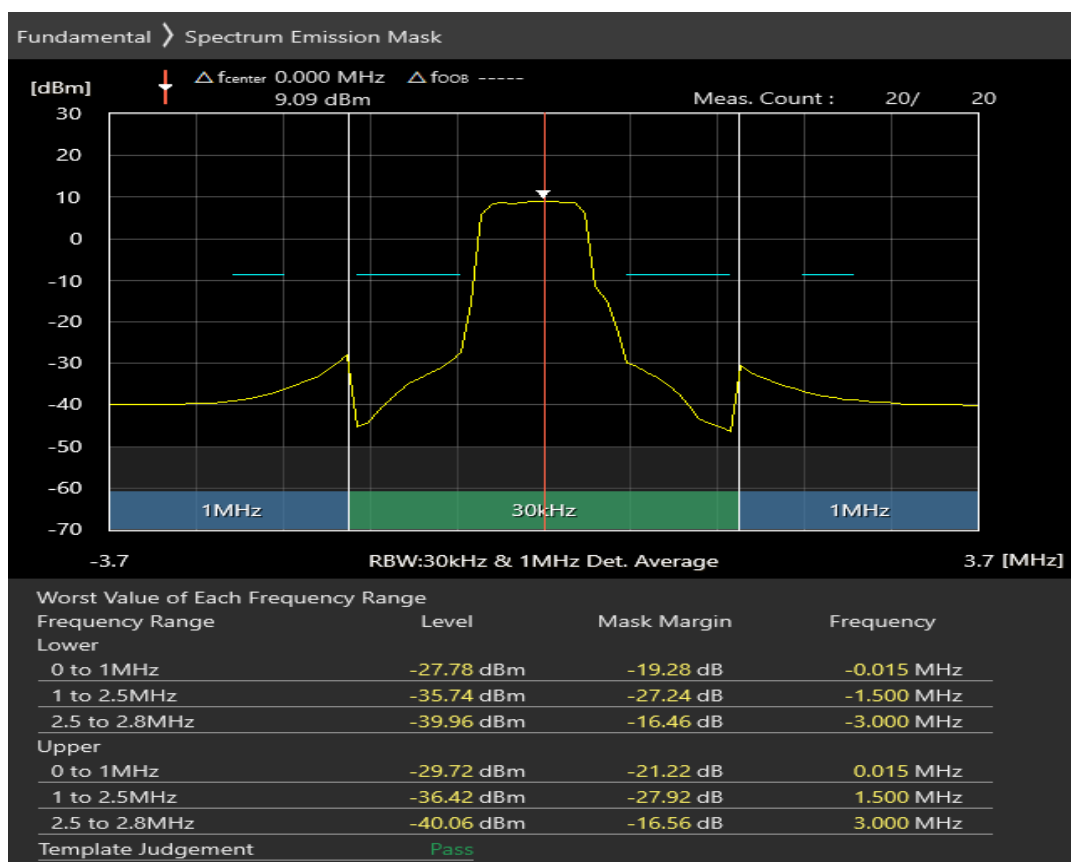 Fundamental 〉 Spectrum Emission Mask
[dBm] △ fcenter 0.000 MHz △ fOOB -----
9.09 dBm Meas. Count : 20/ 20
30
20
10
0
-10
-20
-30
-40
-50
-60
1MHz 30kHz 1MHz
-70
-3.7 RBW:30kHz & 1MHz Det. Average 3.7 [MHz]
Worst Value of Each Frequency Range
Frequency Range Level Mask Margin Frequency
Lower
0 to 1MHz -27.78 dBm -19.28 dB -0.015 MHz
1 to 2.5MHz -35.74 dBm -27.24 dB -1.500 MHz
2.5 to 2.8MHz -39.96 dBm -16.46 dB -3.000 MHz
Upper
0 to 1MHz -29.72 dBm -21.22 dB 0.015 MHz
1 to 2.5MHz -36.42 dBm -27.92 dB 1.500 MHz
2.5 to 2.8MHz -40.06 dBm -16.56 dB 3.000 MHz
Template Judgement Pass